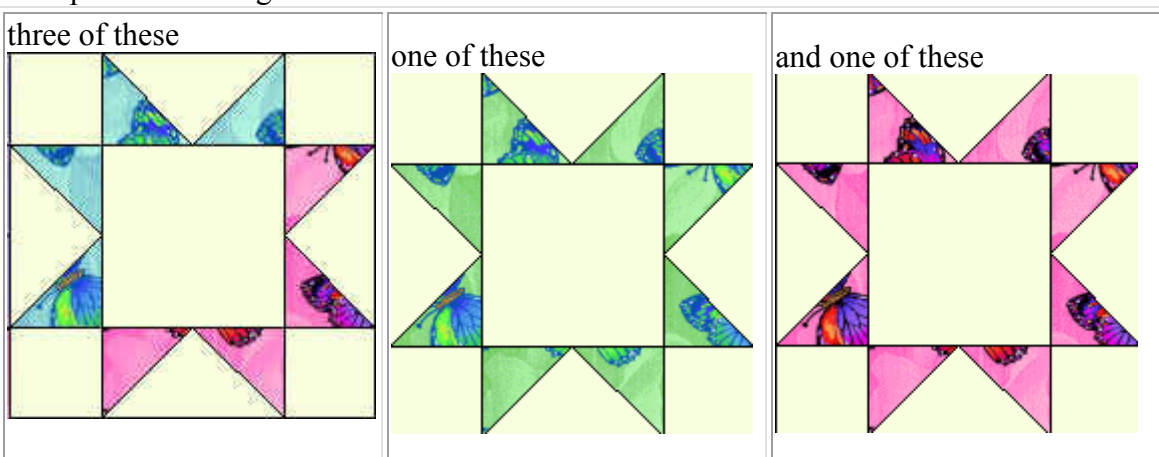 three of these
one of these
and one of these